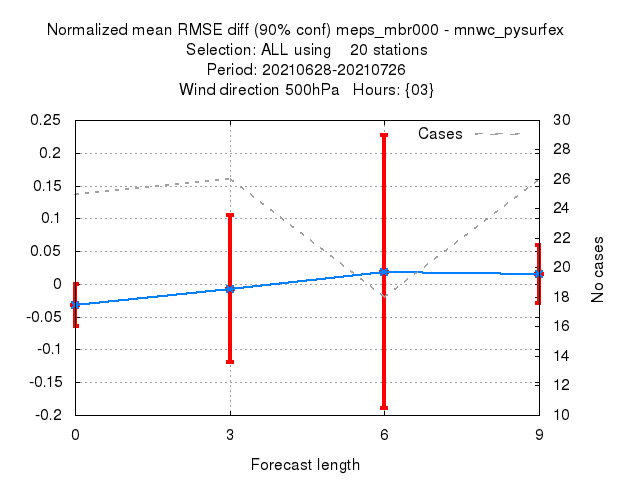 Normalized mean RMSE diff (90% conf) meps_mbr000 - mnwc_pysurfex
Selection: ALL using    20 stations
Period: 20210628-20210726
Wind direction 500hPa   Hours: {03}
Cases
0.25
0.2
0.15
0.1
0.05
0
-0.05
-0.1
-0.15
-0.2
30
28
26
24
22
20
18
16
14
12
10
No cases
0 3 6 9
Forecast length